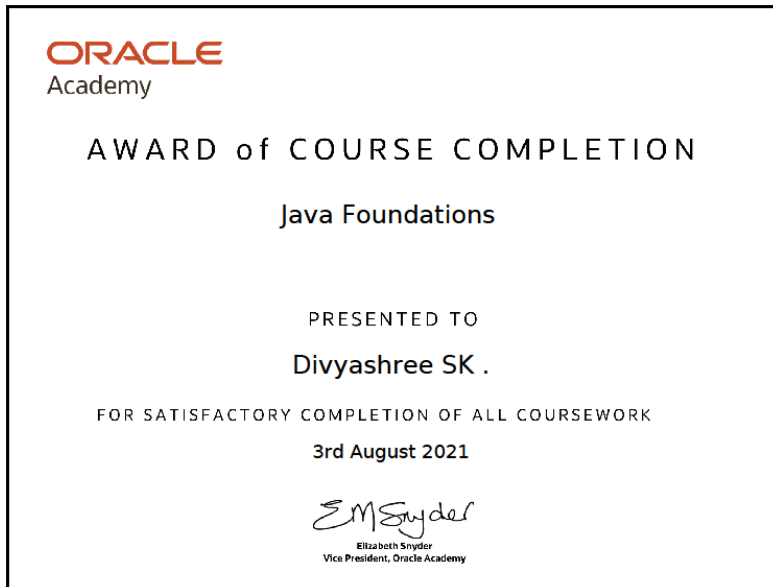 ORACLE
Academy
AWARD of COURSE COMPLETION
Java Foundations
PRESENTED TO
Divyashree SK .
FOR SATISFACTORY COMPLETION OF ALL COURSEWORK
3rd August 2021
EMSnyder
Elizabeth Snyder
Vice President, Oracle Academy